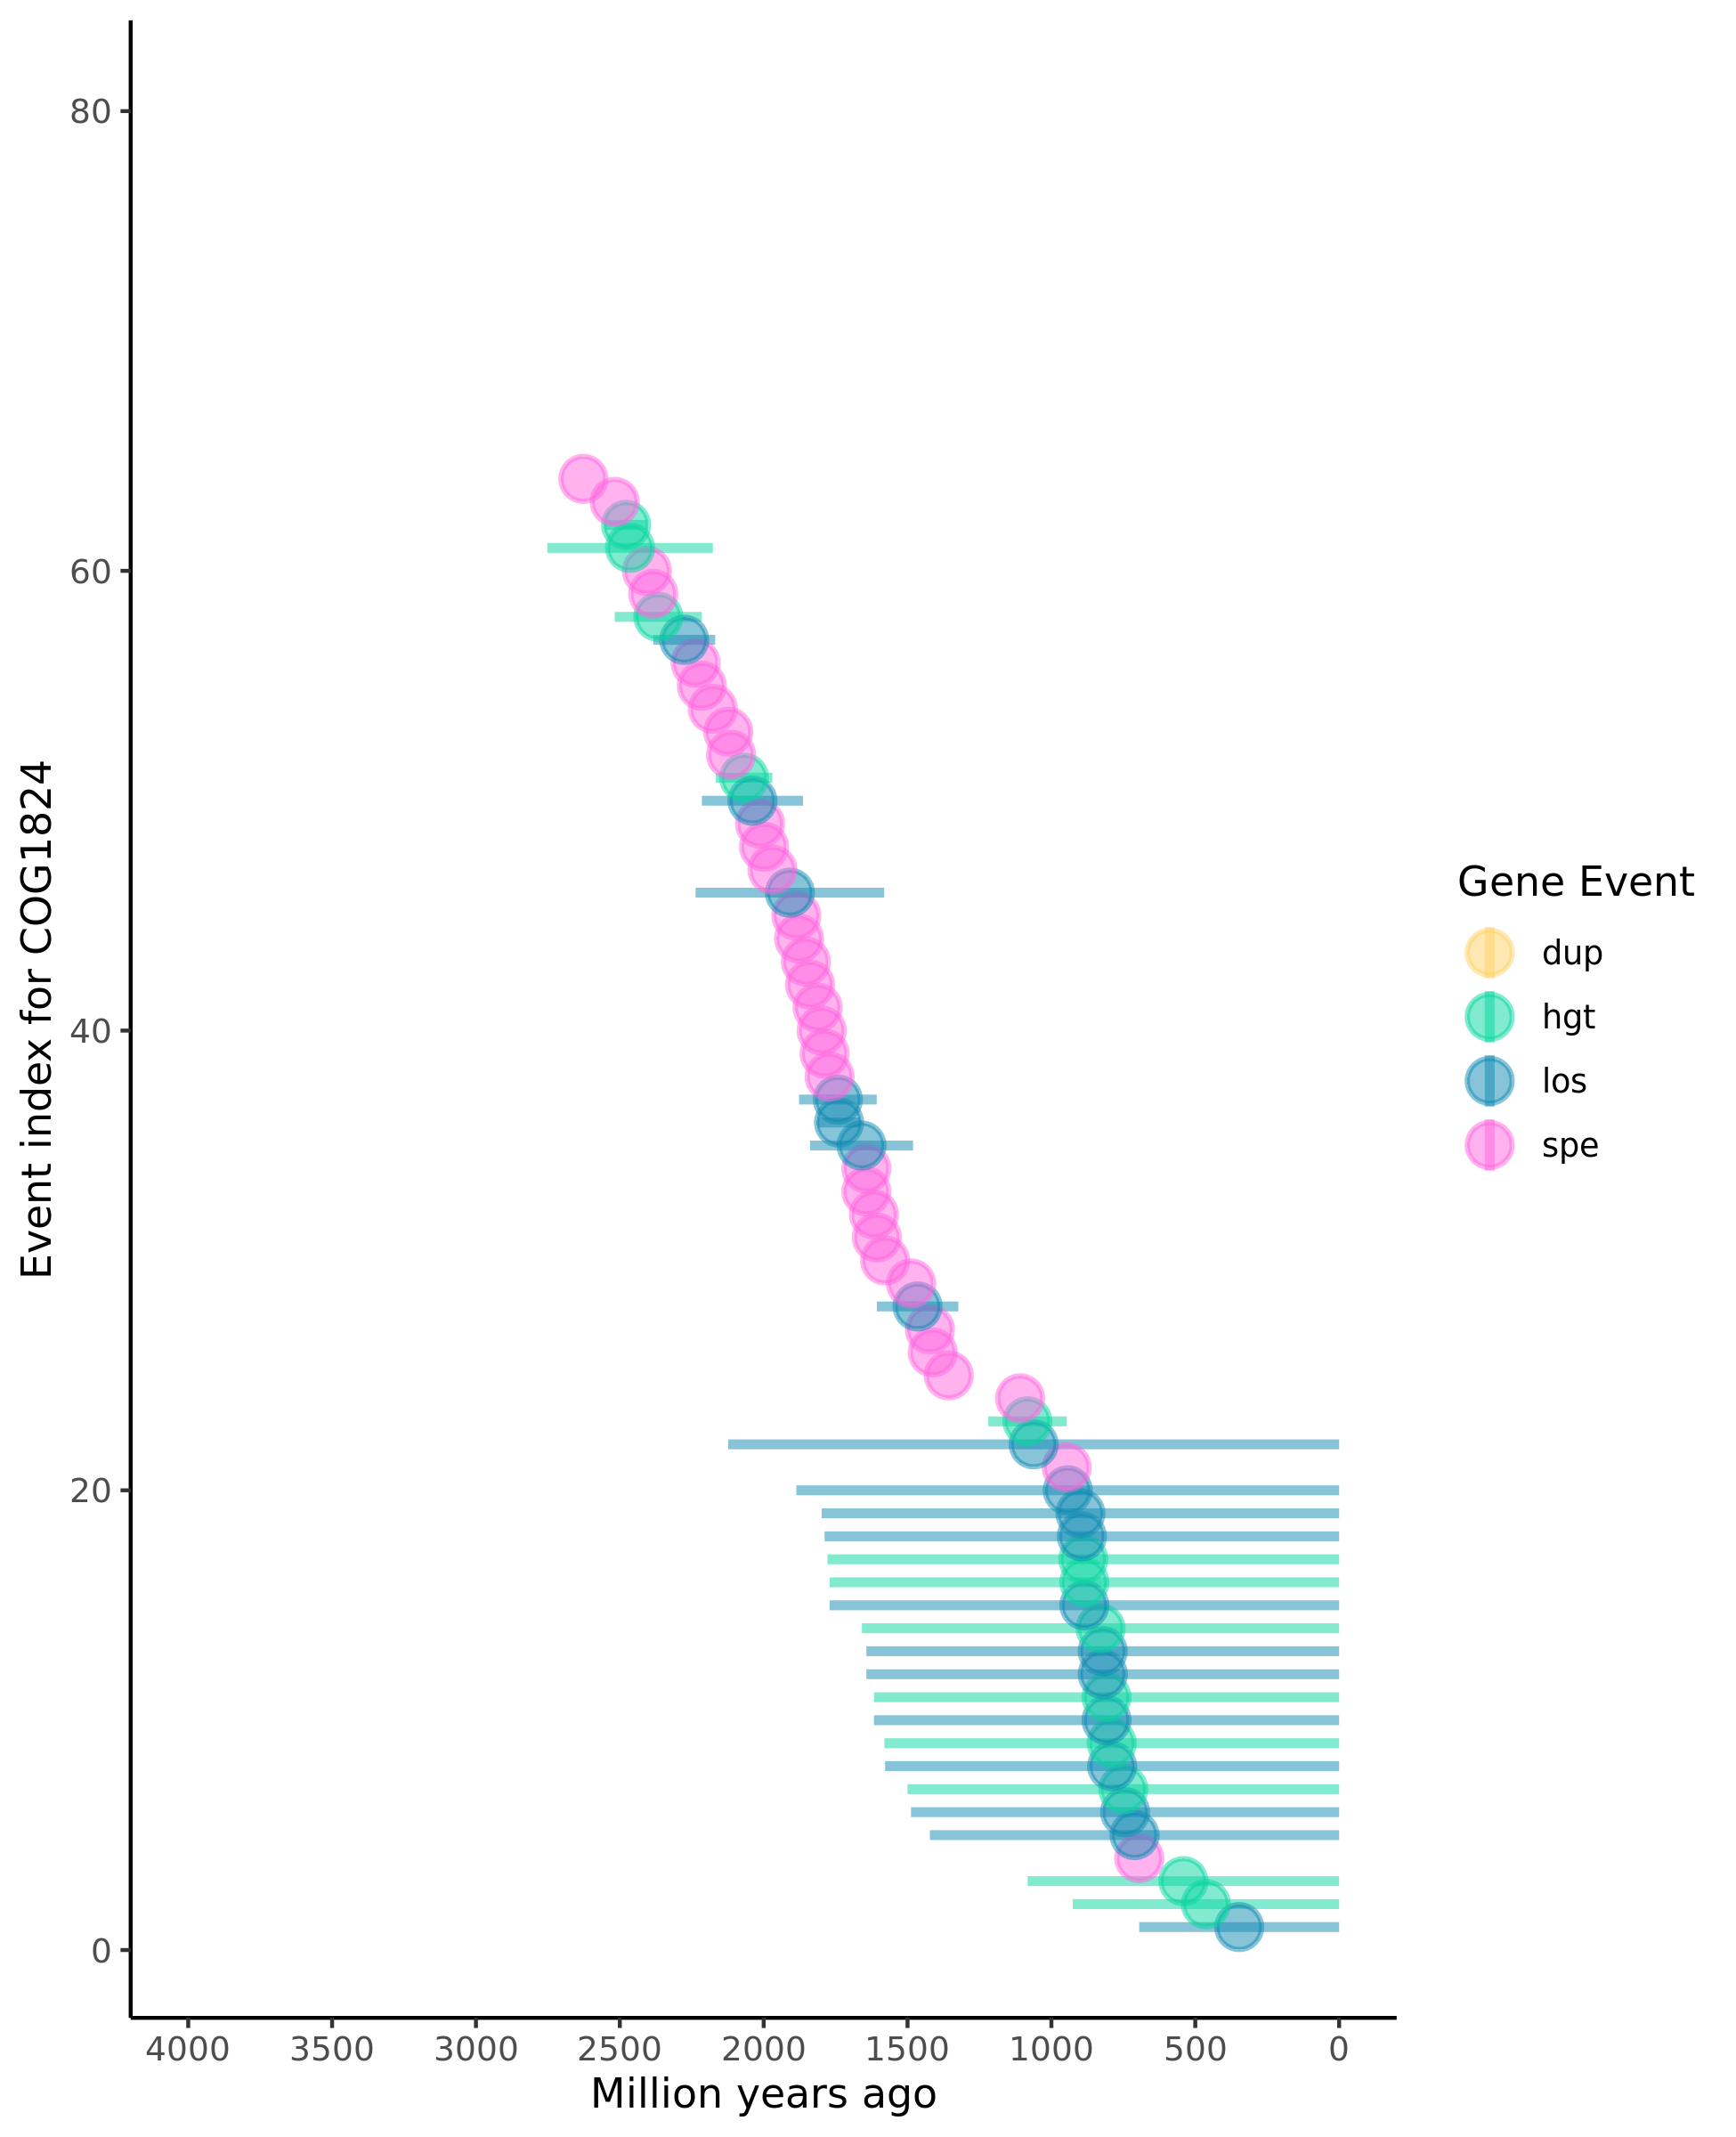 80
60
40
20
0
Event index for COG1824
4000 3500 3000 2500 2000 1500 1000 500 0
Million years ago
Gene Event
dup
hgt
los
spe